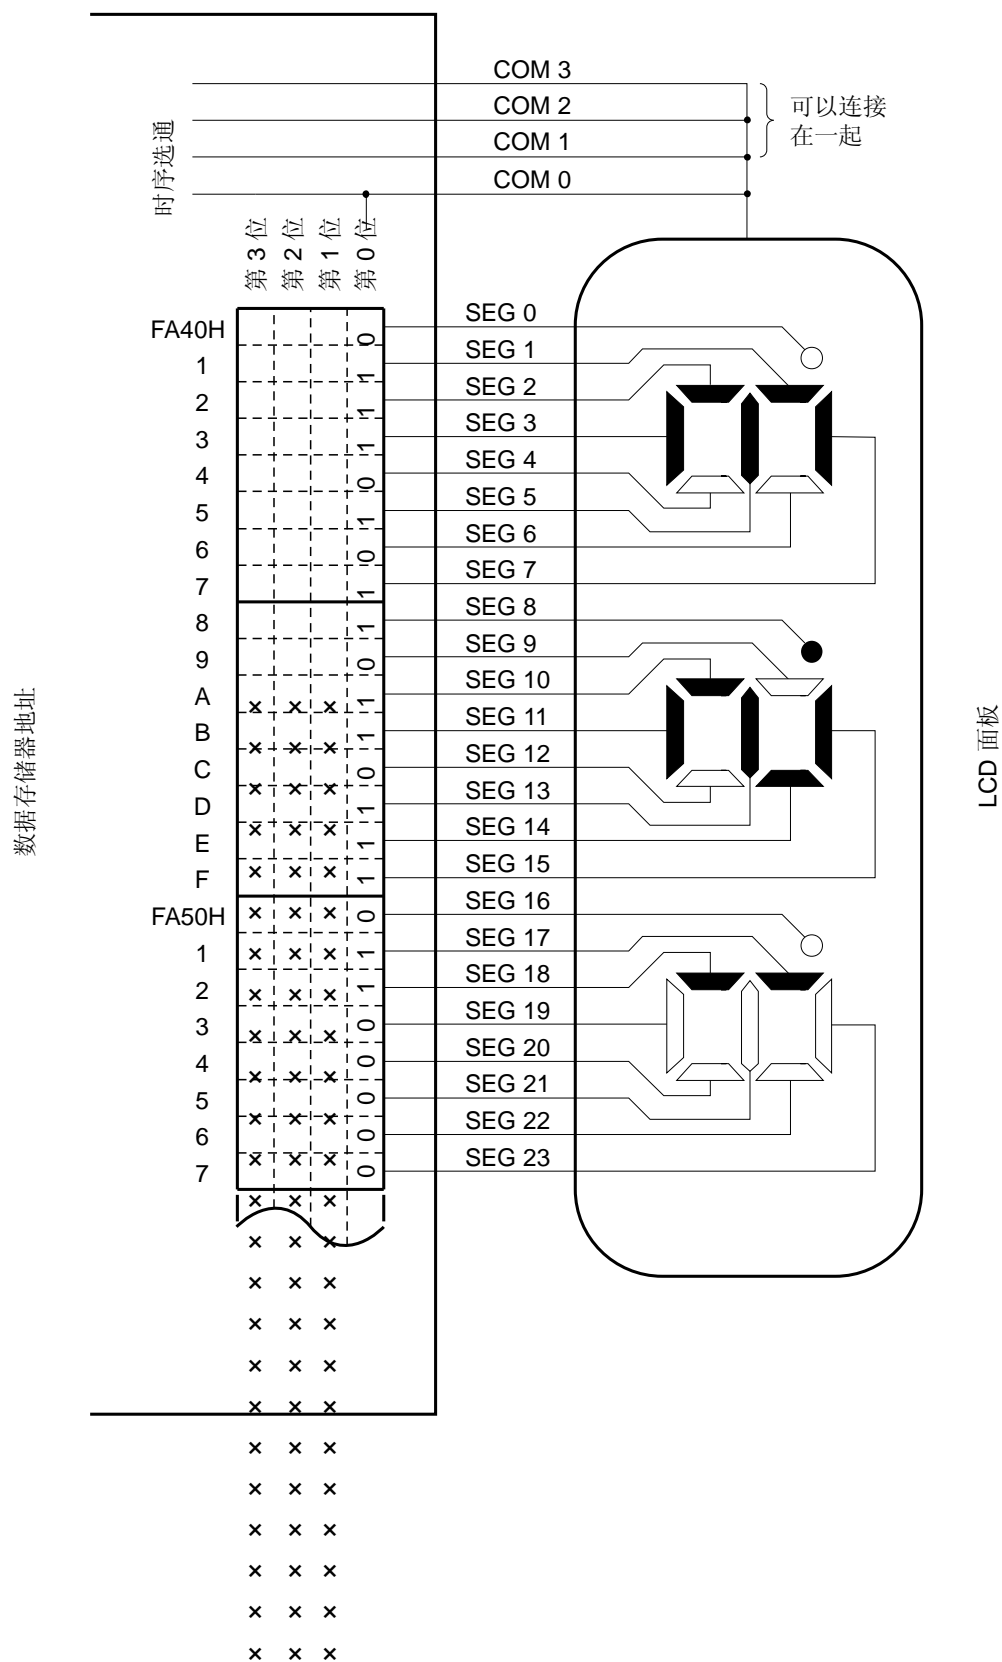 COM 3
COM 2
COM 1
COM 0
可以连接
在一起
时序选通
第 3 位
第 2 位
第 1 位
第 0 位
FA40H 0 SEG 0
1 1 SEG 1
2 1 SEG 2
3 1 SEG 3
4 0 SEG 4
5 1 SEG 5
6 0 SEG 6
7 1 SEG 7
8 1 SEG 8
9 0 SEG 9
A × × × 1 SEG 10
B × × × 1 SEG 11
C × × × 0 SEG 12
D × × × 1 SEG 13
E × × × 1 SEG 14
F × × × 1 SEG 15
FA50H × × × 0 SEG 16
1 × × × 1 SEG 17
2 × × × 1 SEG 18
3 × × × 0 SEG 19
4 × × × 0 SEG 20
5 × × × 0 SEG 21
6 × × × 0 SEG 22
7 × × × 0 SEG 23
× × ×
× × ×
× × ×
× × ×
× × ×
× × ×
× × ×
× × ×
× × ×
× × ×
× × ×
× × ×
数据存储器地址
LCD 面板